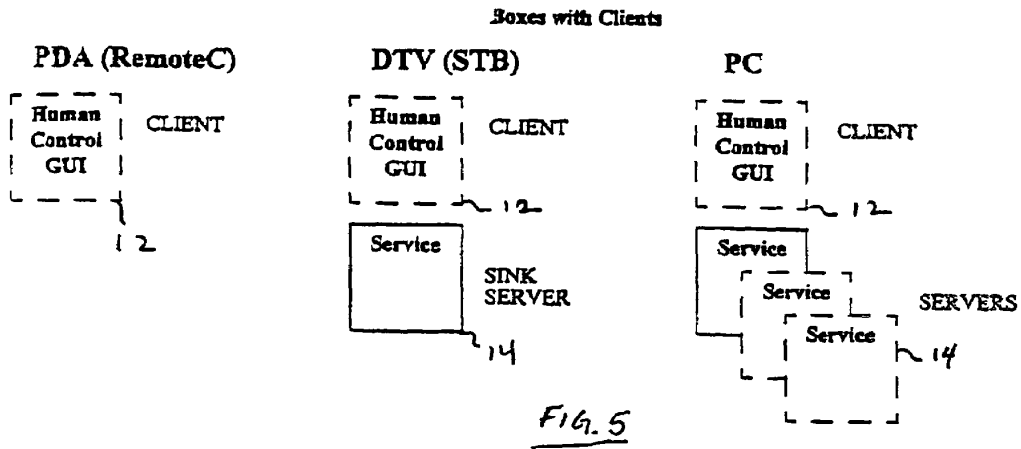 Boxes with Clients
PDA (RemoteC)
Human
Control
GUI
CLIENT
12
DTV (STB)
Human
Control
GUI
CLIENT
12
Service
SINK
SERVER
14
PC
Human
Control
GUI
CLIENT
12
Service
Service
Service
SERVERS
14
FIG. 5